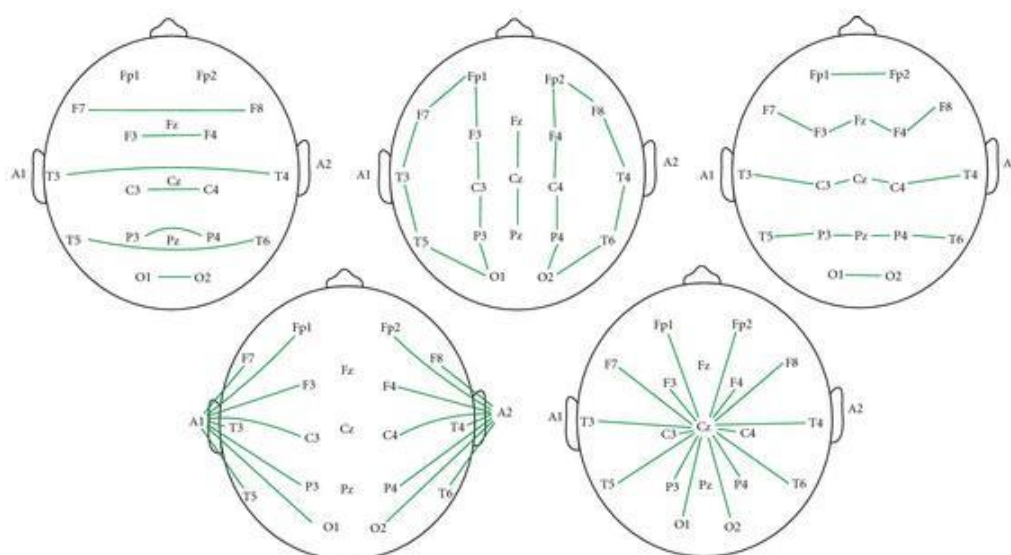 Fp1 Fp2
F7 F8
Fz
F3 F4
A1 T3 T4 A2
Cz
C3 C4
T5 P3 Pz P4 T6
O1 O2
Fp1 Fp2
F7 F8
Fz
F3 F4
A1 T3 Cz T4 A2
C3 C4
T5 P3 Pz P4 T6
O1 O2
Fp1 Fp2
F7 F8
F3 Fz F4
A1 T3 Cz T4 A
C3 C4
T5 P3 Pz P4 T6
O1 O2
Fp1 Fp2
F7 F8
Fz
F3 F4
A1 T3 Cz T4 A2
C3 C4
P3 Pz P4
T5 T6
O1 O2
Fp1 Fp2
F7 Fz F8
F3 F4
A1 T3 T4 A2
C3 Cz C4
T5 P3 Pz P4 T6
O1 O2